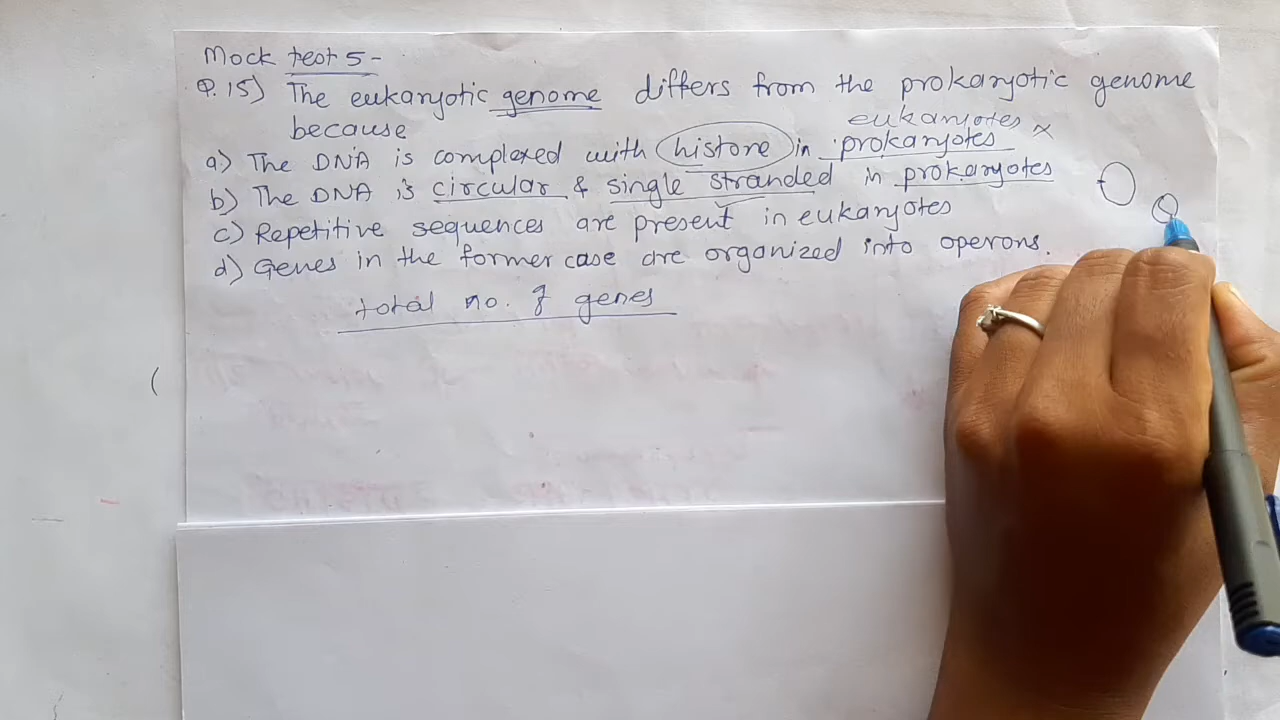 Mock test 5-
Q.15) The eukaryotic genome differs from the prokaryotic genome
because
eukaryotes x
a) The DNA is complexed with histone in prokaryotes
b) The DNA is circular & single stranded in prokaryotes
c) Repetitive sequences are present in eukaryotes
d) Genes in the former case are organized into operons.
total no. of genes